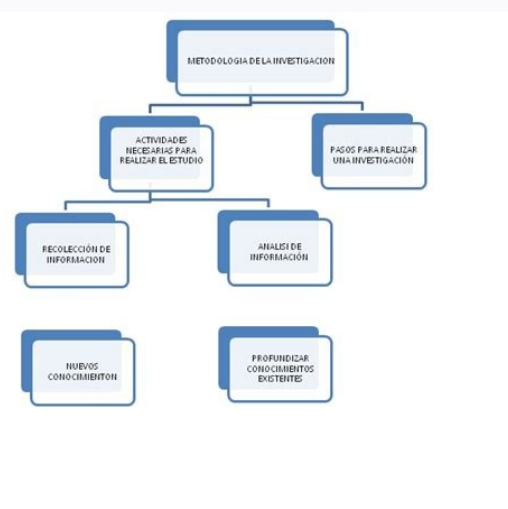 METODOLOGIA DE LA INVESTIGACION
ACTIVIDADES
NECESARIAS PARA
REALIZAR EL ESTUDIO
PASOS PARA REALIZAR
UNA INVESTIGACIÓN
RECOLECCIÓN DE
INFORMACION
ANALISI DE
INFORMACIÓN
NUEVOS
CONOCIMIENTON
PROFUNDIZAR
CONOCIMIENTOS
EXISTENTES